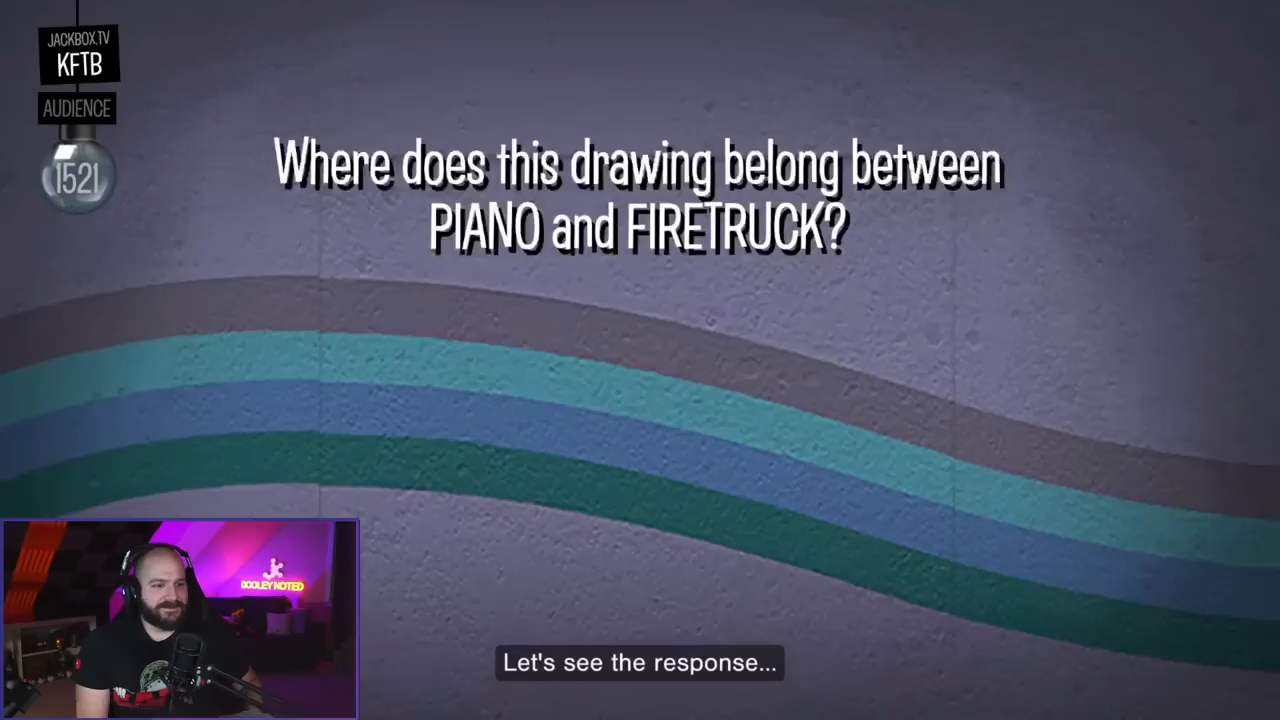 JACKBOX.TV
KFTB
AUDIENCE
1521
Where does this drawing belong between
PIANO and FIRETRUCK?
DOOLEY NOTED
Let's see the response...